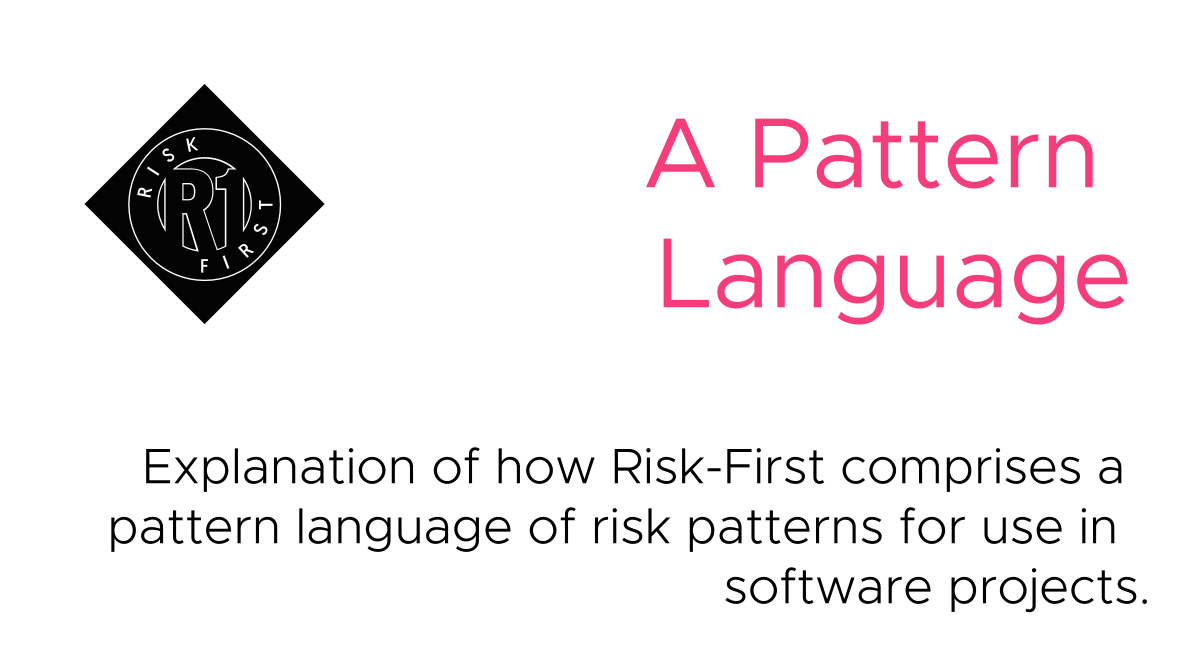 RISK
R1
FIRST
A Pattern
Language
Explanation of how Risk-First comprises a
pattern language of risk patterns for use in
software projects.